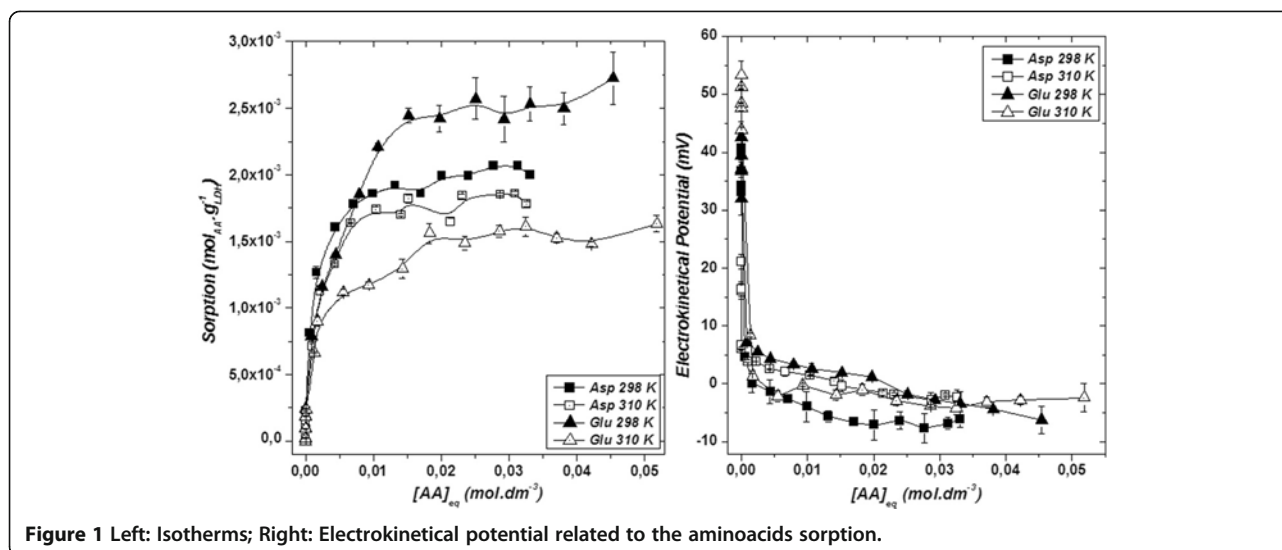 3,0x10⁻³
2,5x10⁻³
2,0x10⁻³
1,5x10⁻³
1,0x10⁻³
5,0x10⁻⁴
0,0
Sorption (mol_AA.g⁻¹_LDH)
Asp 298 K
Asp 310 K
Glu 298 K
Glu 310 K
0,00 0,01 0,02 0,03 0,04 0,05
[AA]eq (mol.dm⁻³)
60
50
40
30
20
10
0
-10
Electrokinetical Potential (mV)
Asp 298 K
Asp 310 K
Glu 298 K
Glu 310 K
0,00 0,01 0,02 0,03 0,04 0,05
[AA]eq (mol.dm⁻³)
Figure 1 Left: Isotherms; Right: Electrokinetical potential related to the aminoacids sorption.